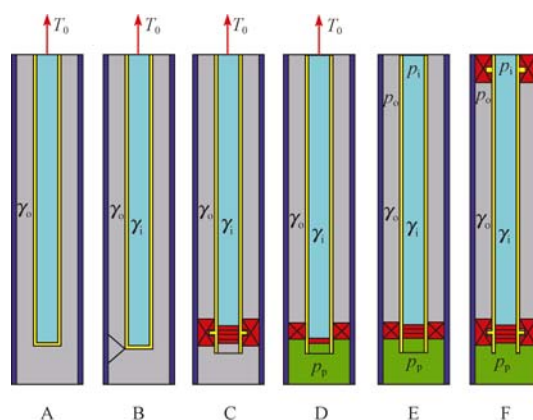 T₀ T₀ T₀ T₀
pᵢ pᵢ
pₒ pₒ
γₒ γₒ γᵢ γₒ γᵢ γₒ γᵢ γₒ γᵢ γₒ γᵢ
pₚ pₚ pₚ
A B C D E F